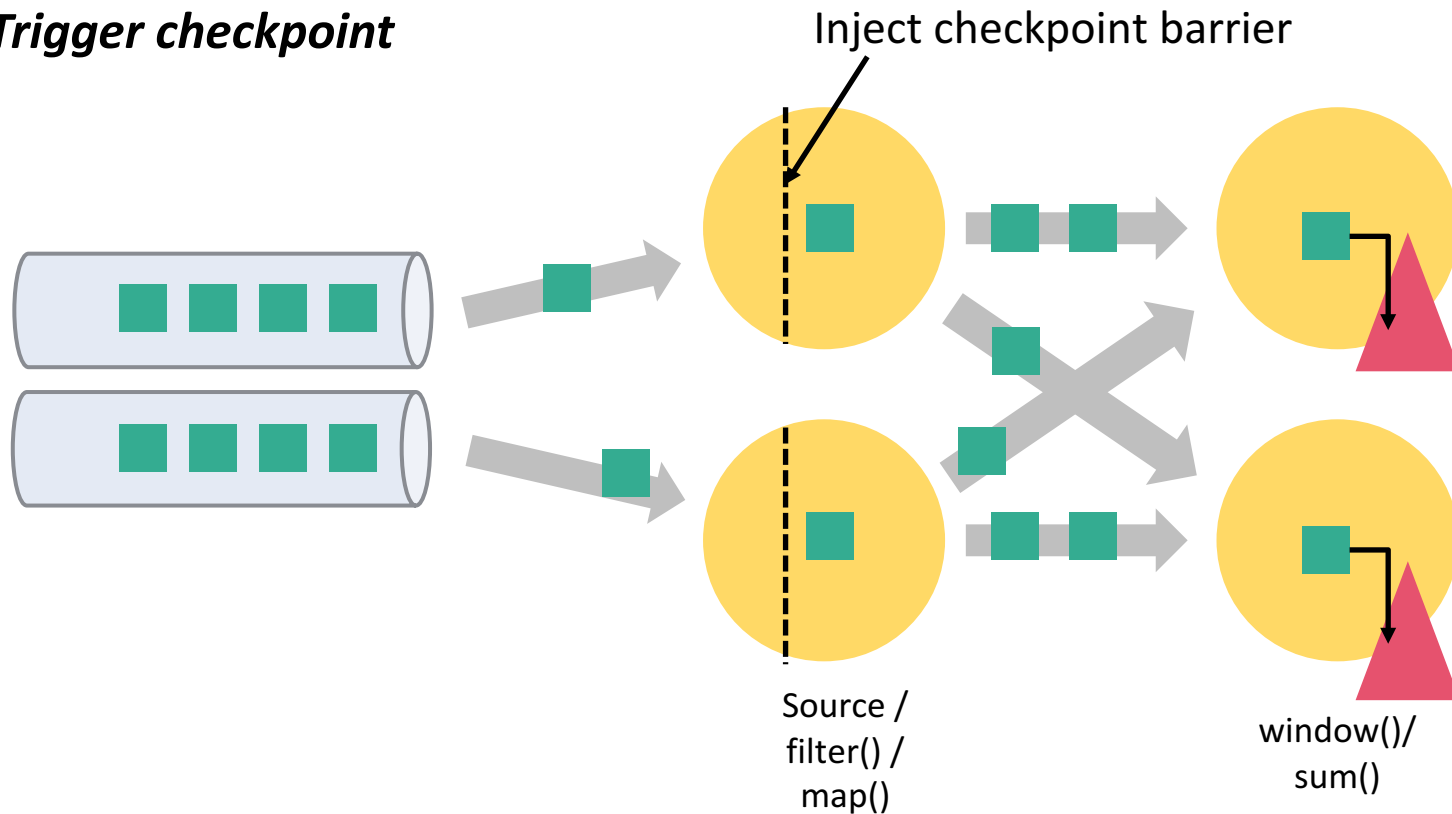 Trigger checkpoint
Inject checkpoint barrier
Source /
filter() /
map()
window()/
sum()